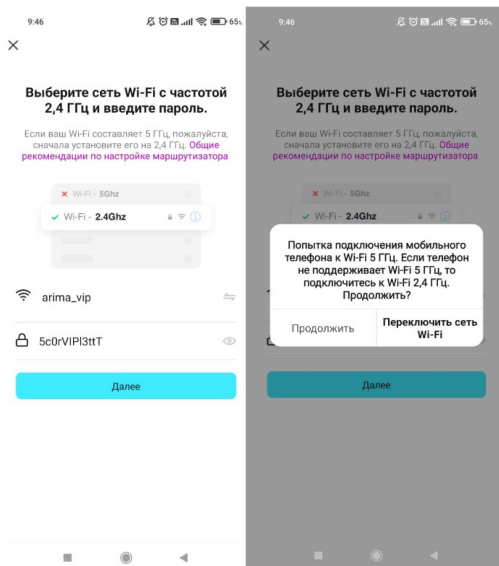 9:46
65%
Выберите сеть Wi-Fi с частотой
2,4 ГГц и введите пароль.
Если ваш Wi-Fi составляет 5 ГГц, пожалуйста,
сначала установите его на 2,4 ГГц. Общие
рекомендации по настройке маршрутизатора
Wi-Fi - 5Ghz
Wi-Fi - 2.4Ghz
arima_vip
5c0rVIPl3ttT
Далее
9:46
65%
Выберите сеть Wi-Fi с частотой
2,4 ГГц и введите пароль.
Если ваш Wi-Fi составляет 5 ГГц, пожалуйста,
сначала установите его на 2,4 ГГц. Общие
рекомендации по настройке маршрутизатора
Wi-Fi - 5Ghz
Wi-Fi - 2.4Ghz
Попытка подключения мобильного
телефона к Wi-Fi 5 ГГц. Если телефон
не поддерживает Wi-Fi 5 ГГц, то
подключитесь к Wi-Fi 2,4 ГГц.
Продолжить?
Продолжить
Переключить сеть
Wi-Fi
Далее